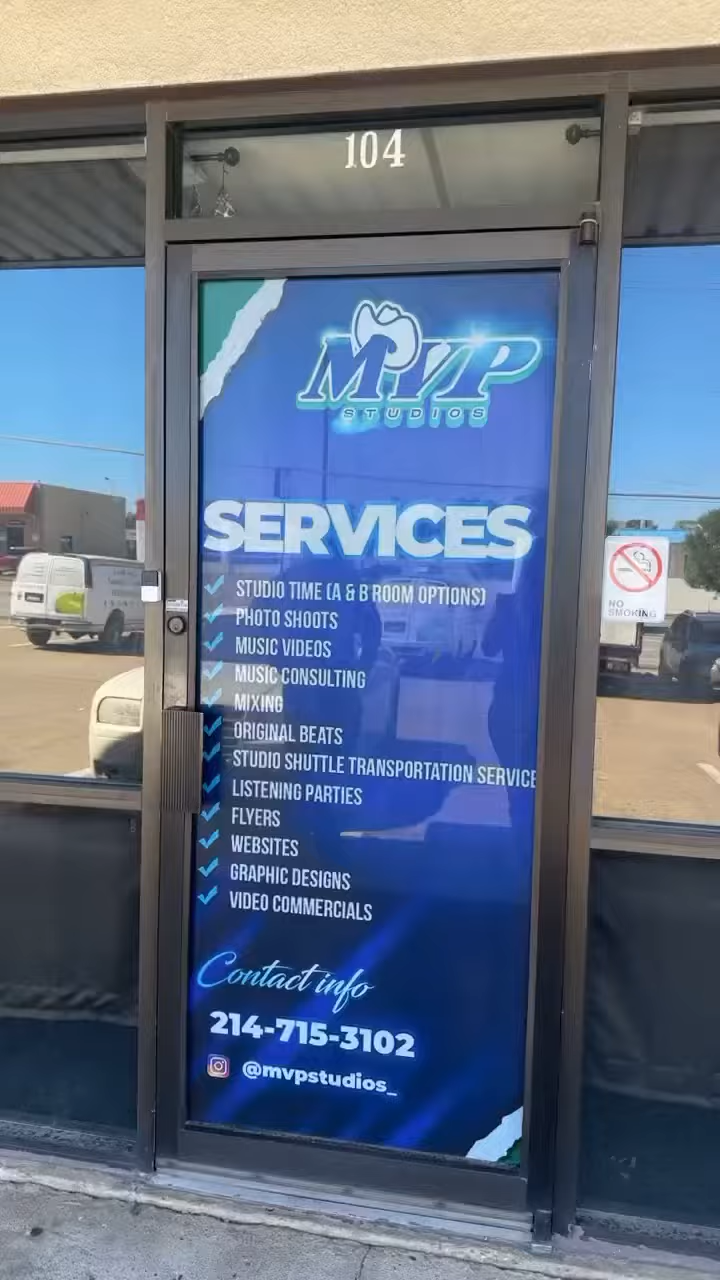 104
MVP
STUDIOS
SERVICES
STUDIO TIME (A & B ROOM OPTIONS)
PHOTO SHOOTS
MUSIC VIDEOS
MUSIC CONSULTING
MIXING
ORIGINAL BEATS
STUDIO SHUTTLE TRANSPORTATION SERVICE
LISTENING PARTIES
FLYERS
WEBSITES
GRAPHIC DESIGNS
VIDEO COMMERCIALS
Contact info
214-715-3102
@mvpstudios_
NO
SMOKING